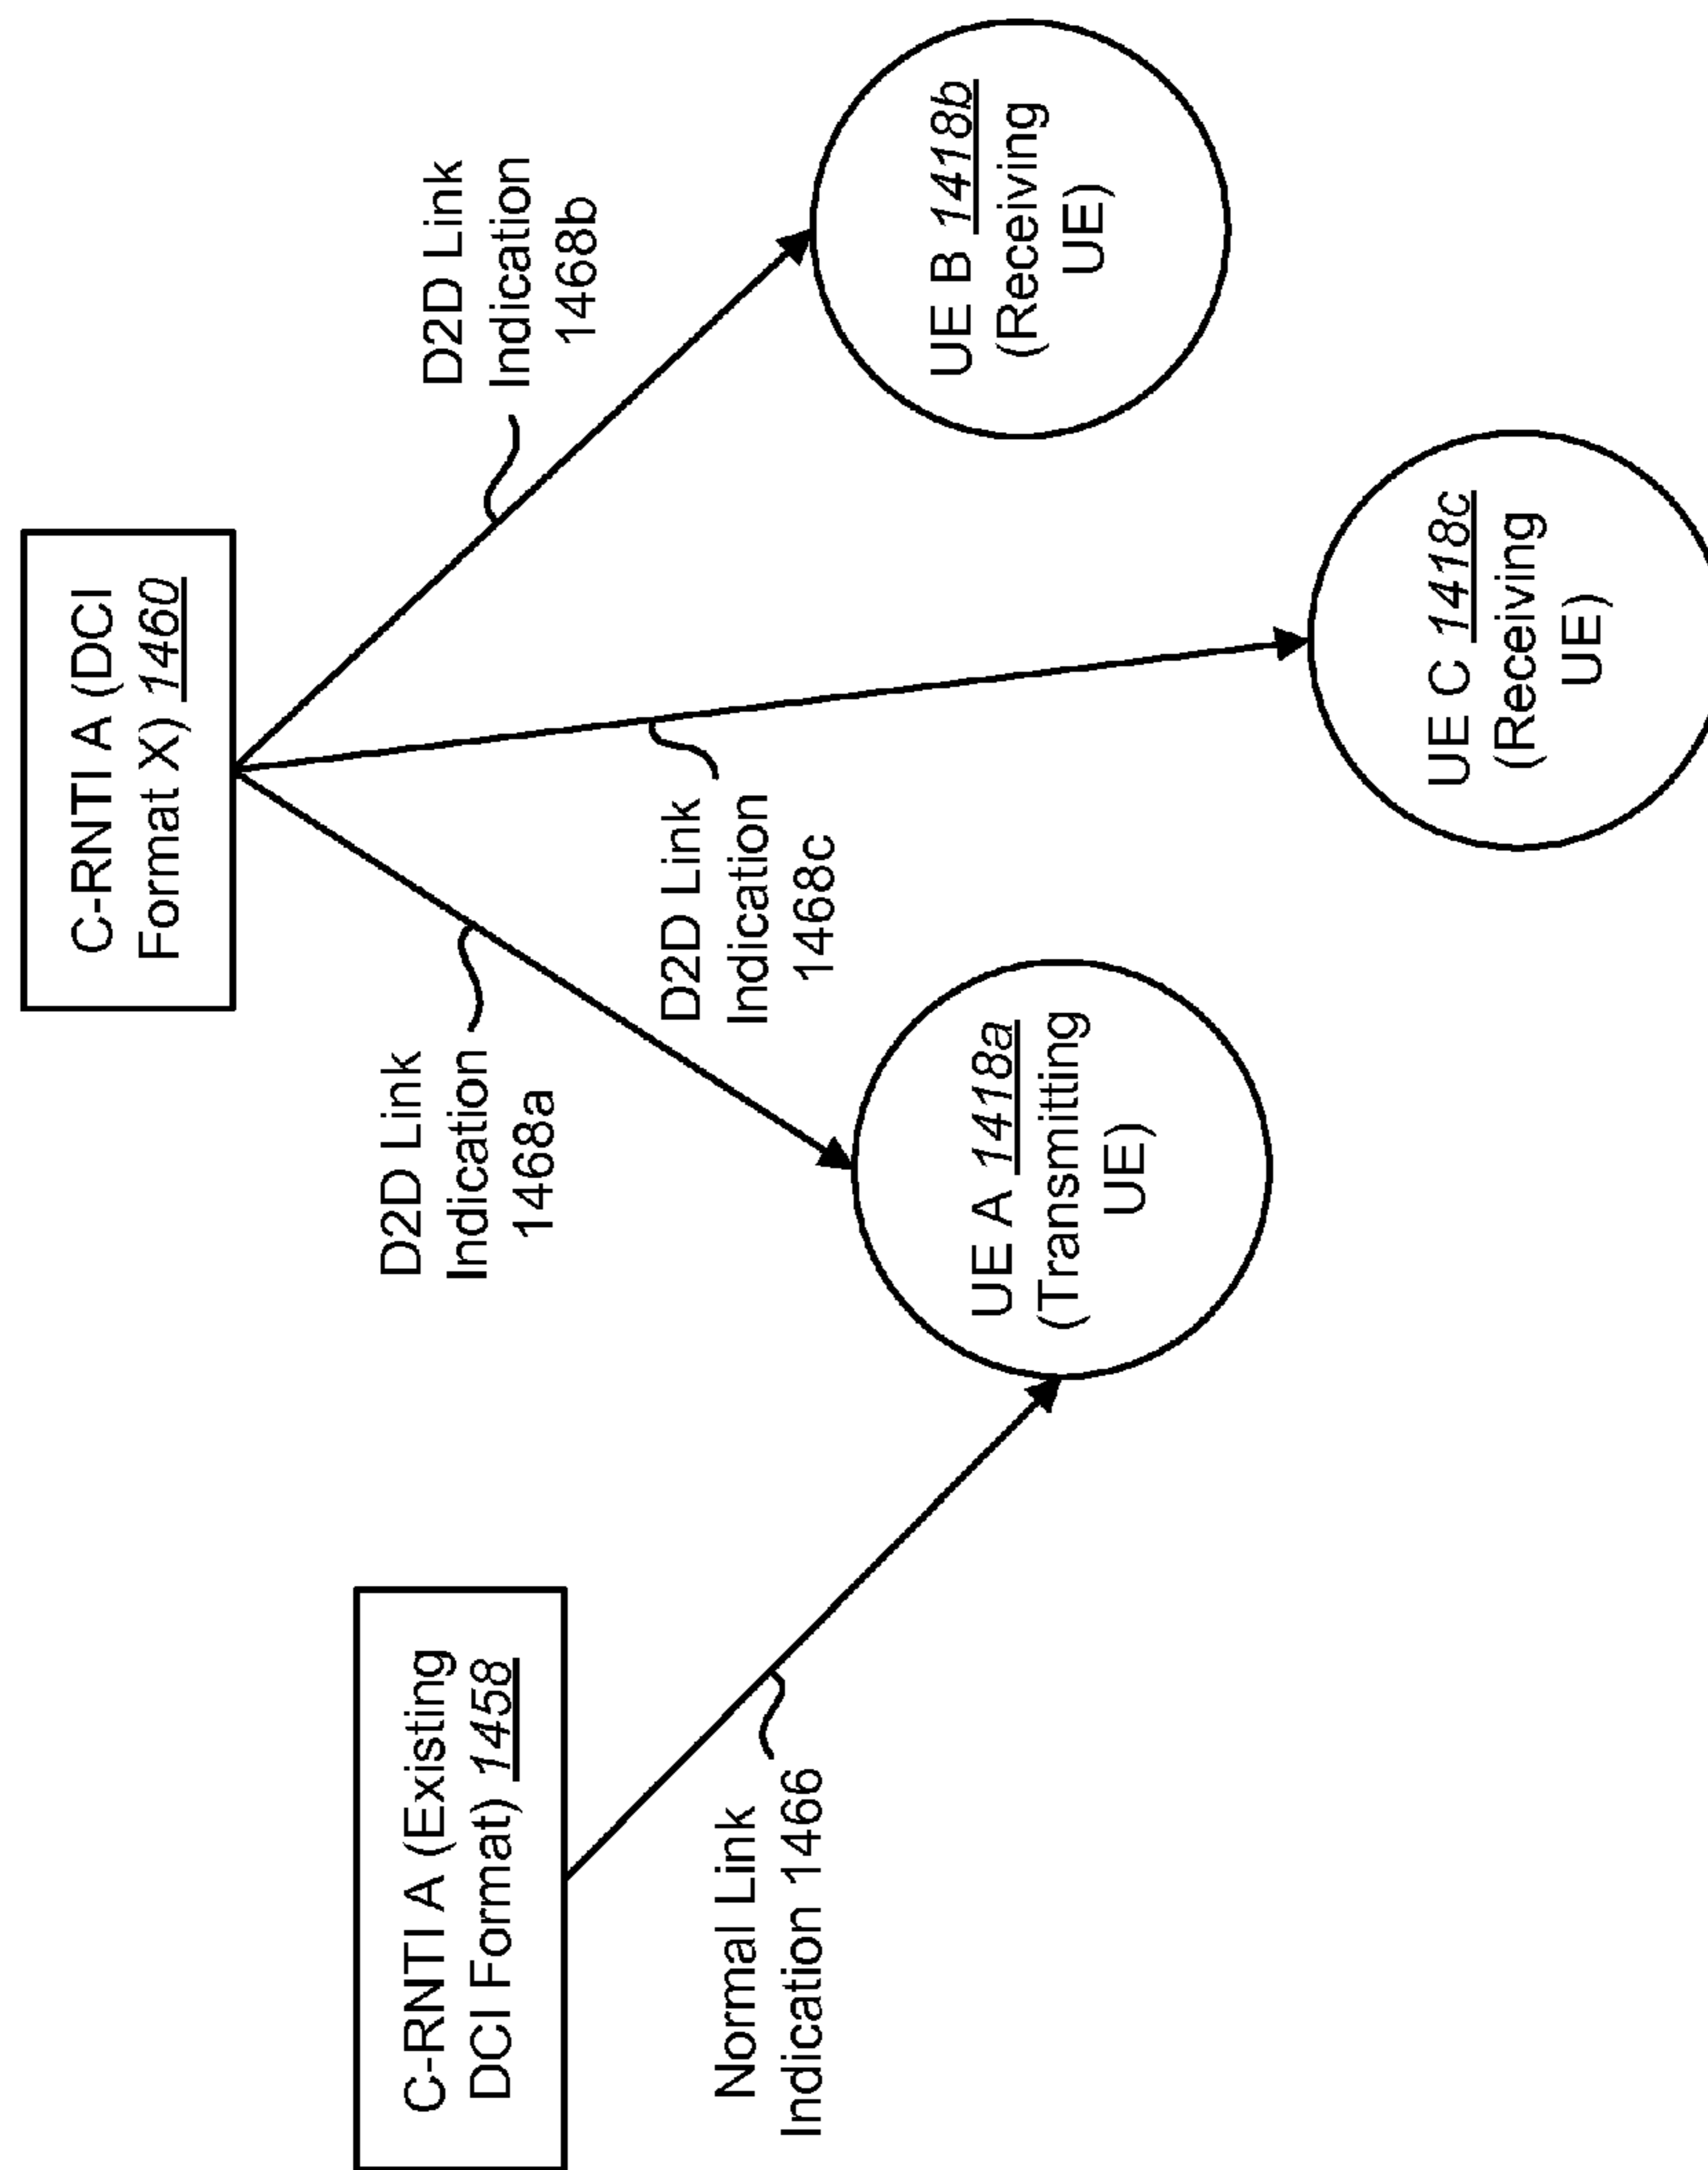 C-RNTI A (Existing
DCI Format) 1458
C-RNTI A (DCI
Format X) 1460
Normal Link
Indication 1466
D2D Link
Indication
1468a
D2D Link
Indication
1468c
D2D Link
Indication
1468b
UE A 1418a
(Transmitting
UE)
UE C 1418c
(Receiving
UE)
UE B 1418b
(Receiving
UE)